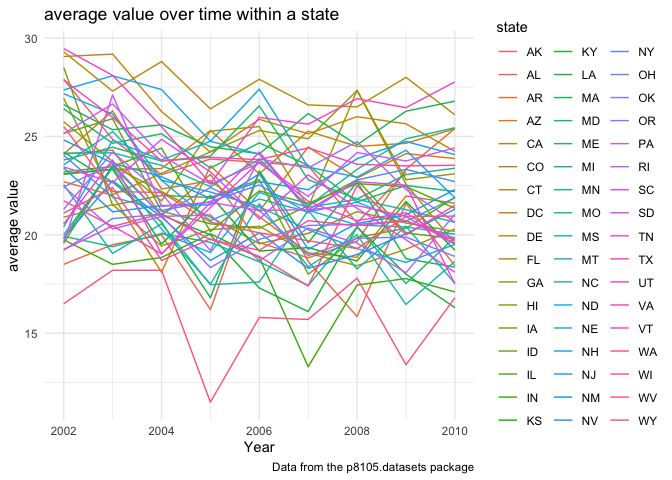 average value over time within a state
30
25
20
15
average value
2002
2004
2006
2008
2010
Year
Data from the p8105.datasets package
state
AK KY NY
AL LA OH
AR MA OK
AZ MD OR
CA ME PA
CO MI RI
CT MN SC
DC MO SD
DE MS TN
FL MT TX
GA NC UT
HI ND VA
IA NE VT
ID NH WA
IL NJ WI
IN NM WV
KS NV WY